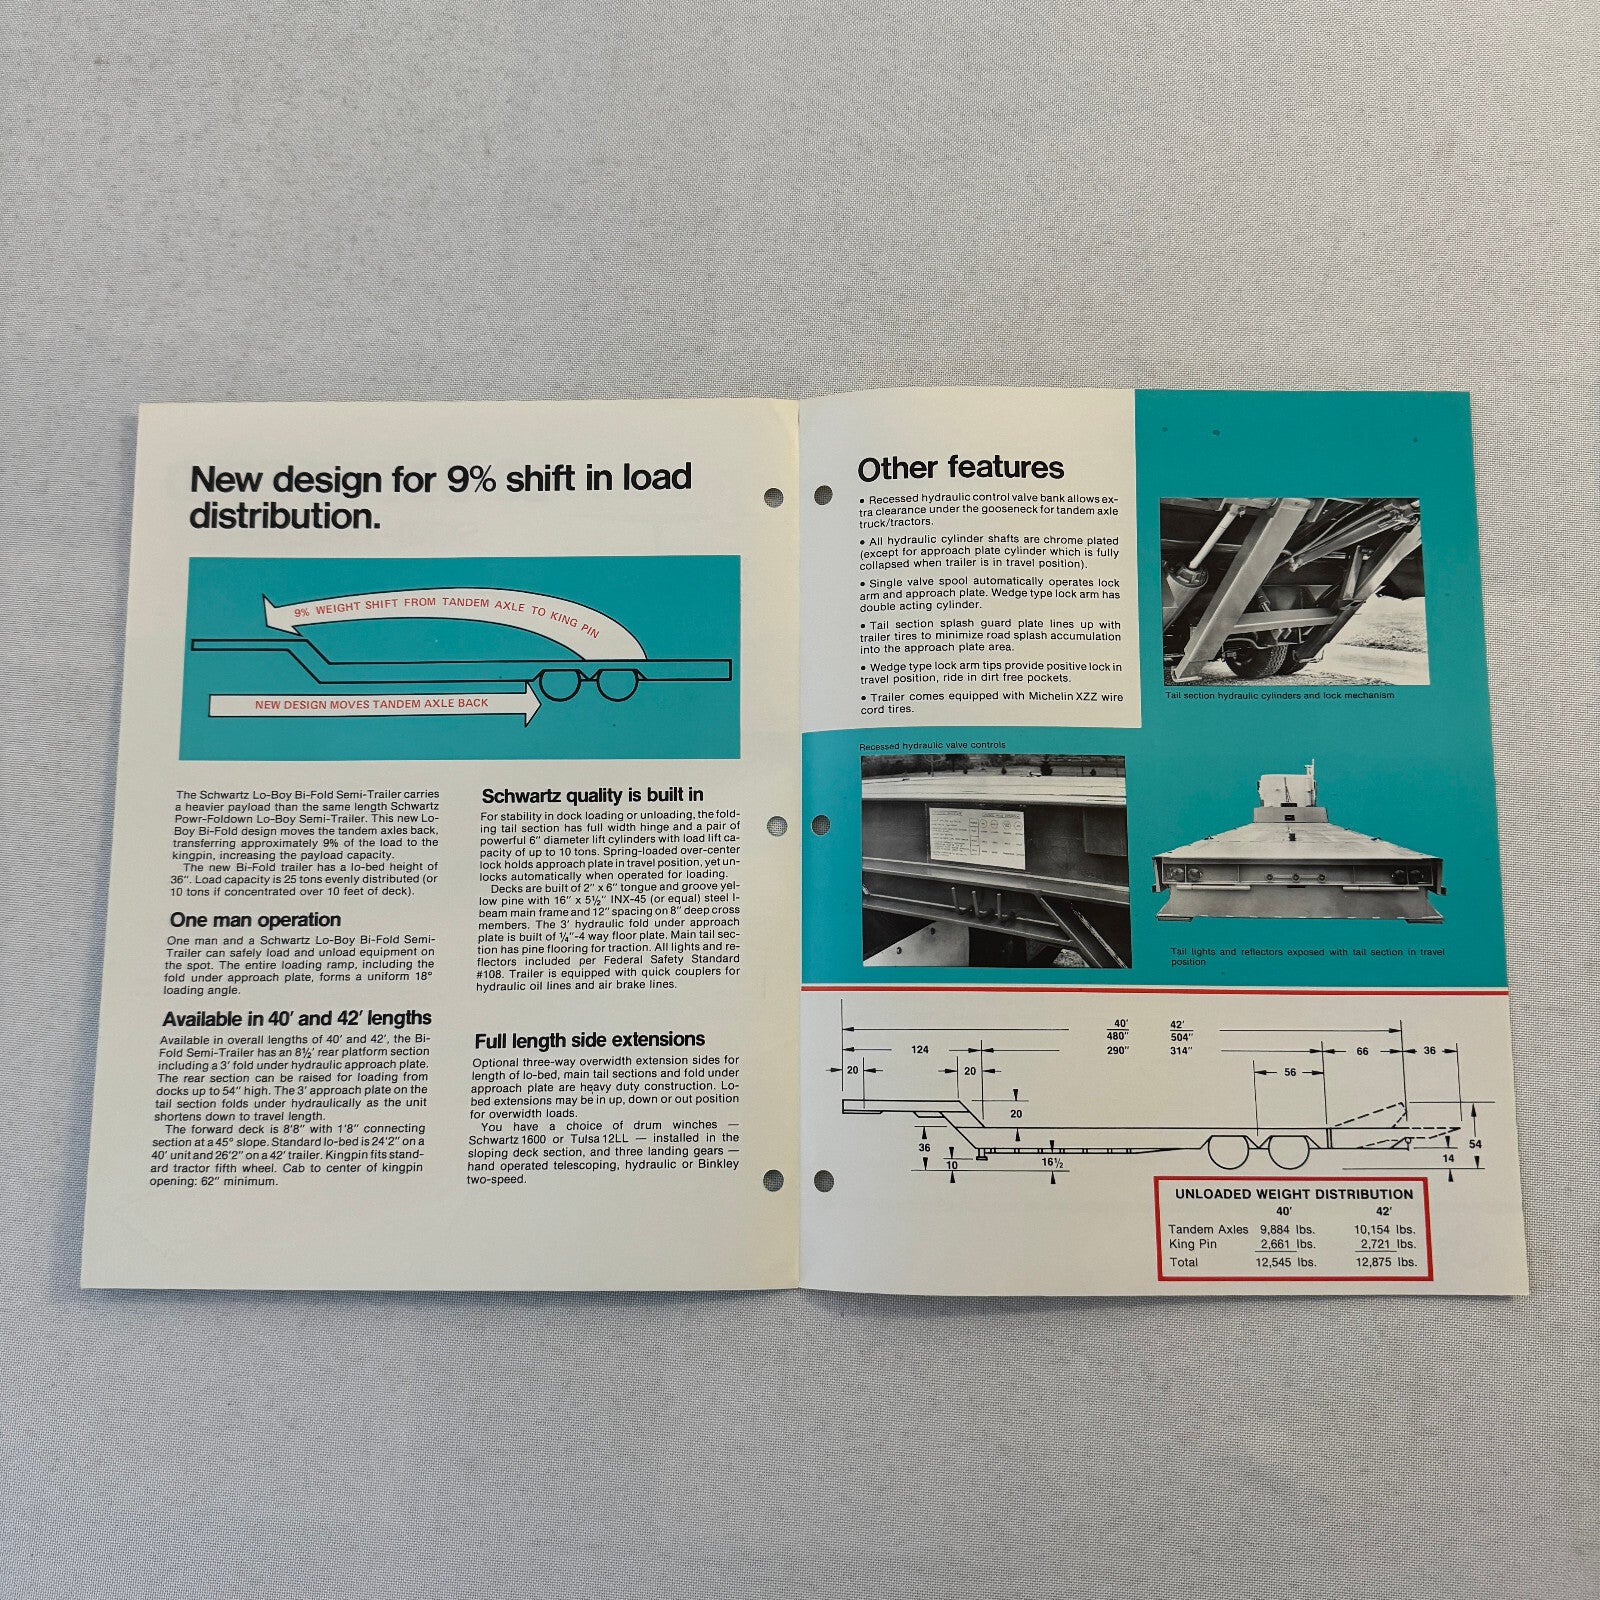 New design for 9% shift in load
distribution.
9% WEIGHT SHIFT FROM TANDEM AXLE TO KING PIN
NEW DESIGN MOVES TANDEM AXLE BACK
The Schwartz Lo-Boy Bi-Fold Semi-Trailer carries
a heavier payload than the same length Schwartz
Powr-Foldown Lo-Boy Semi-Trailer. This new Lo-
Boy Bi-Fold design moves the tandem axles back,
transferring approximately 9% of the load to the
kingpin, increasing the payload capacity.
The new Bi-Fold trailer has a lo-bed height of
36". Load capacity is 25 tons evenly distributed (or
10 tons if concentrated over 10 feet of deck).
One man operation
One man and a Schwartz Lo-Boy Bi-Fold Semi-
Trailer can safely load and unload equipment on
the spot. The entire loading ramp, including the
fold under approach plate, forms a uniform 18°
loading angle.
Available in 40' and 42' lengths
Available in overall lengths of 40' and 42', the Bi-
Fold Semi-Trailer has an 8½' rear platform section
including a 3' fold under hydraulic approach plate.
The rear section can be raised for loading from
docks up to 54" high. The 3' approach plate on the
tail section folds under hydraulically as the unit
shortens down to travel length.
The forward deck is 8'8" with 1'8" connecting
section at a 45° slope. Standard lo-bed is 24'2" on a
40' unit and 26'2" on a 42' trailer. Kingpin fits stand-
ard tractor fifth wheel. Cab to center of kingpin
opening: 62" minimum.
Schwartz quality is built in
For stability in dock loading or unloading, the fold-
ing tail section has full width hinge and a pair of
powerful 6" diameter lift cylinders with load lift ca-
pacity of up to 10 tons. Spring-loaded over-center
lock holds approach plate in travel position, yet un-
locks automatically when operated for loading.
Decks are built of 2" x 6" tongue and groove yel-
low pine with 16" x 5½" INX-45 (or equal) steel I-
beam main frame and 12" spacing on 8" deep cross
members. The 3' hydraulic fold under approach
plate is built of ¼"-4 way floor plate. Main tail sec-
tion has pine flooring for traction. All lights and re-
flectors included per Federal Safety Standard
#108. Trailer is equipped with quick couplers for
hydraulic oil lines and air brake lines.
Full length side extensions
Optional three-way overwidth extension sides for
length of lo-bed, main tail sections and fold under
approach plate are heavy duty construction. Lo-
bed extensions may be in up, down or out position
for overwidth loads.
You have a choice of drum winches —
Schwartz 1600 or Tulsa 12LL — installed in the
sloping deck section, and three landing gears —
hand operated telescoping, hydraulic or Binkley
two-speed.
Other features
• Recessed hydraulic control valve bank allows ex-
tra clearance under the gooseneck for tandem axle
truck/tractors.
• All hydraulic cylinder shafts are chrome plated
(except for approach plate cylinder which is fully
collapsed when trailer is in travel position).
• Single valve spool automatically operates lock
arm and approach plate. Wedge type lock arm has
double acting cylinder.
• Tail section splash guard plate lines up with
trailer tires to minimize road splash accumulation
into the approach plate area.
• Wedge type lock arm tips provide positive lock in
travel position, ride in dirt free pockets.
• Trailer comes equipped with Michelin XZZ wire
cord tires.
Tail section hydraulic cylinders and lock mechanism
Recessed hydraulic valve controls
Tail lights and reflectors exposed with tail section in travel
position
40' 42'
480" 504"
124 290" 314" 66 36
20 20 56
20
36 10 16½ 14 54
UNLOADED WEIGHT DISTRIBUTION
40' 42'
Tandem Axles 9,884 lbs. 10,154 lbs.
King Pin 2,661 lbs. 2,721 lbs.
Total 12,545 lbs. 12,875 lbs.